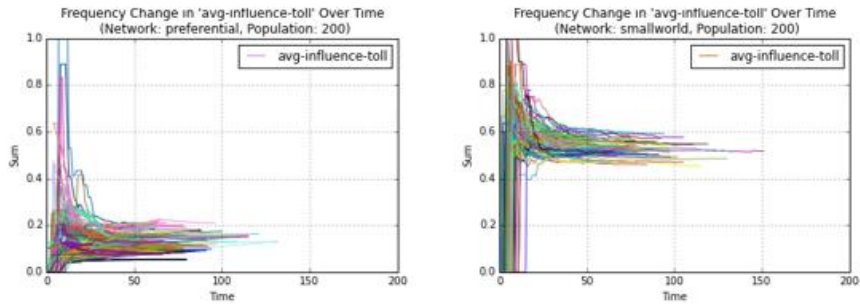 Frequency Change in 'avg-influence-toll' Over Time
(Network: preferential, Population: 200)
1.0
avg-influence-toll
0.8
0.6
Sum
0.4
0.2
0.0
0 50 100 150 200
Time
Frequency Change in 'avg-influence-toll' Over Time
(Network: smallworld, Population: 200)
1.0
avg-influence-toll
0.8
0.6
Sum
0.4
0.2
0.0
0 50 100 150 200
Time